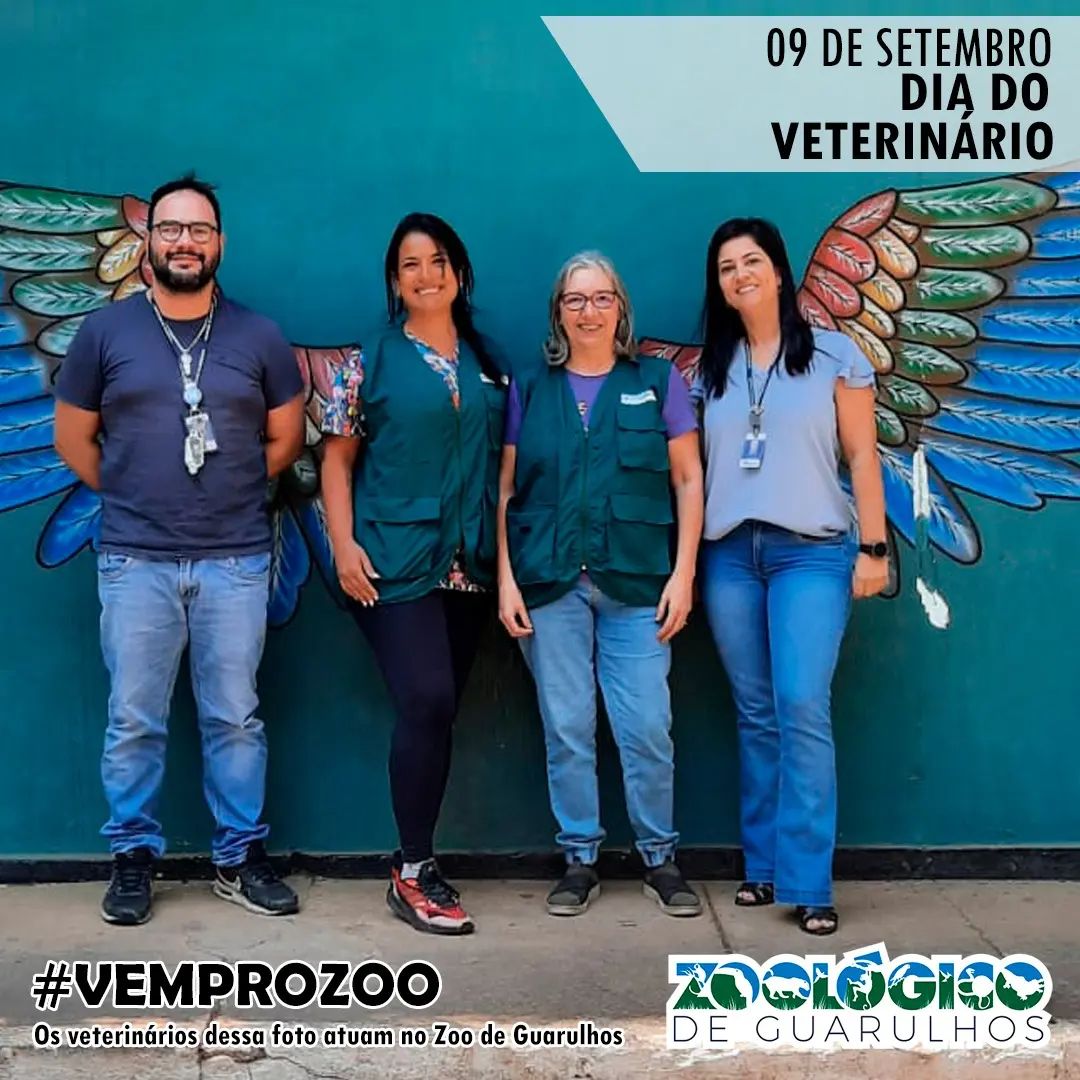 09 DE SETEMBRO
DIA DO
VETERINÁRIO
#VEMPROZOO
Os veterinários dessa foto atuam no Zoo de Guarulhos
ZOOLÓGICO
DE GUARULHOS